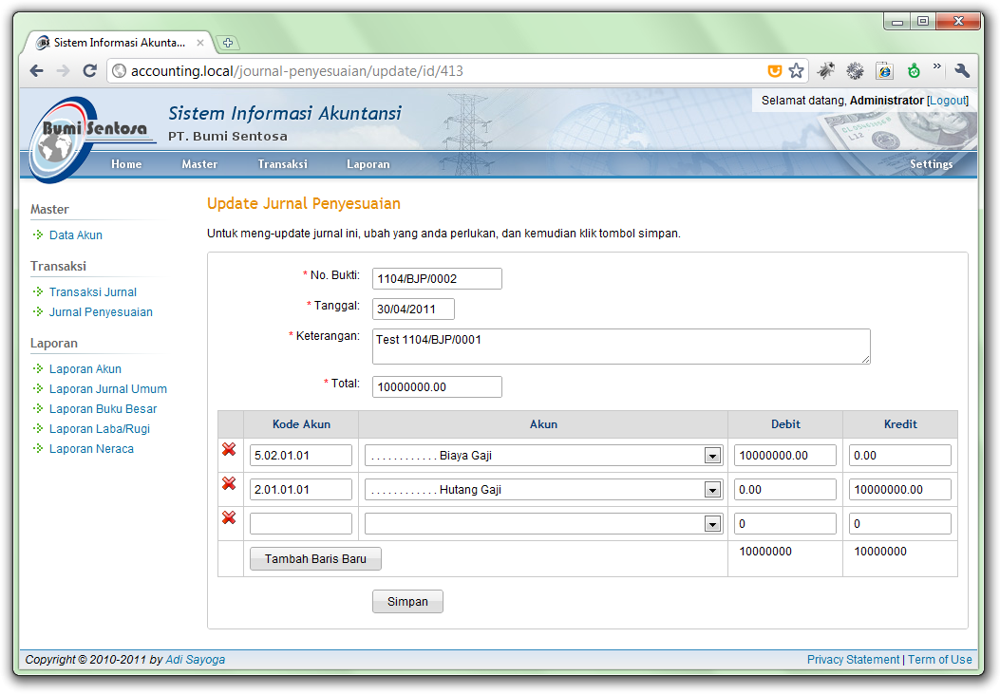 Sistem Informasi Akunta...
accounting.local/journal-penyesuaian/update/id/413
Selamat datang, Administrator [Logout]
Bumi Sentosa
Sistem Informasi Akuntansi
PT. Bumi Sentosa
Home Master Transaksi Laporan Settings
Master
Data Akun
Transaksi
Transaksi Jurnal
Jurnal Penyesuaian
Laporan
Laporan Akun
Laporan Jurnal Umum
Laporan Buku Besar
Laporan Laba/Rugi
Laporan Neraca
Update Jurnal Penyesuaian
Untuk meng-update jurnal ini, ubah yang anda perlukan, dan kemudian klik tombol simpan.
* No. Bukti: 1104/BJP/0002
* Tanggal: 30/04/2011
* Keterangan: Test 1104/BJP/0001
* Total: 10000000.00
Kode Akun Akun Debit Kredit
5.02.01.01 . . . . . . . . . . . . Biaya Gaji 10000000.00 0.00
2.01.01.01 . . . . . . . . . . . . Hutang Gaji 0.00 10000000.00
0 0
Tambah Baris Baru 10000000 10000000
Simpan
Copyright © 2010-2011 by Adi Sayoga Privacy Statement | Term of Use